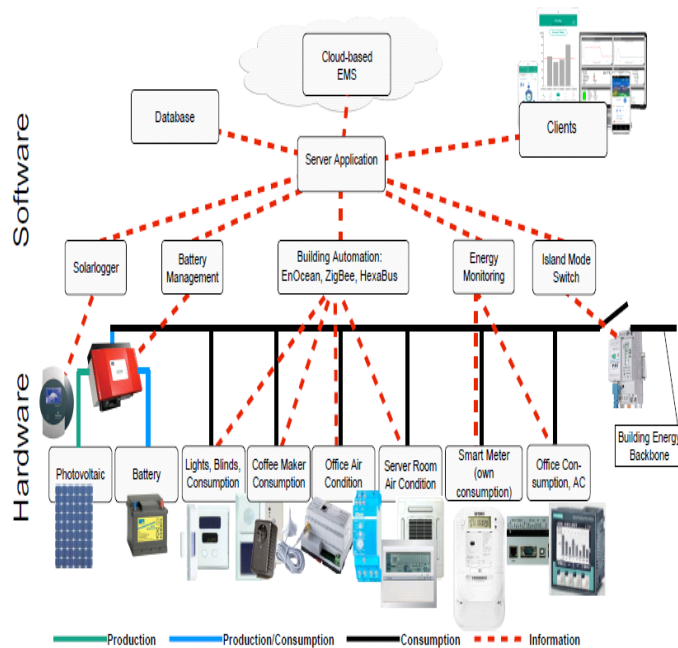 Cloud-based
EMS
Database
Clients
Server Application
Software
Solarlogger
Battery
Management
Building Automation:
EnOcean, ZigBee, HexaBus
Energy
Monitoring
Island Mode
Switch
Hardware
Building Energy
Backbone
Photovoltaic
Battery
Lights, Blinds,
Consumption
Coffee Maker
Consumption
Office Air
Condition
Server Room
Air Condition
Smart Meter
(own
consumption)
Office Con-
sumption, AC
Production
Production/Consumption
Consumption
Information